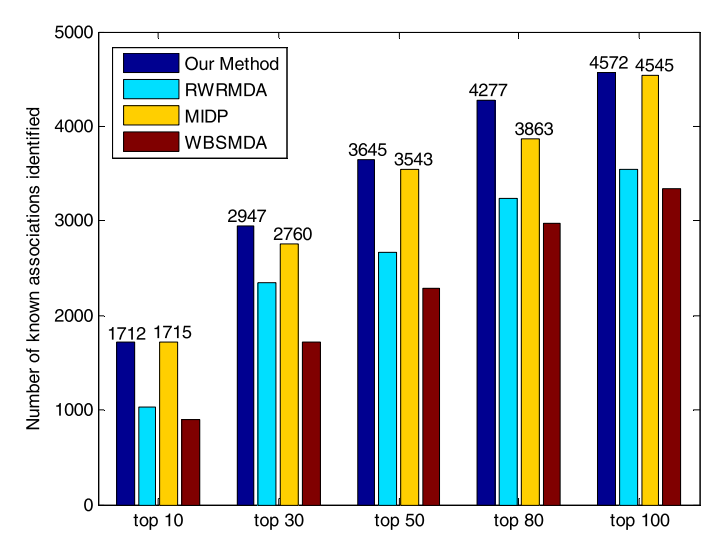 Number of known associations identified
5000
4000
3000
2000
1000
0
Our Method
RWRMDA
MIDP
WBSMDA
1712
1715
2947
2760
3645
3543
4277
3863
4572
4545
top 10
top 30
top 50
top 80
top 100